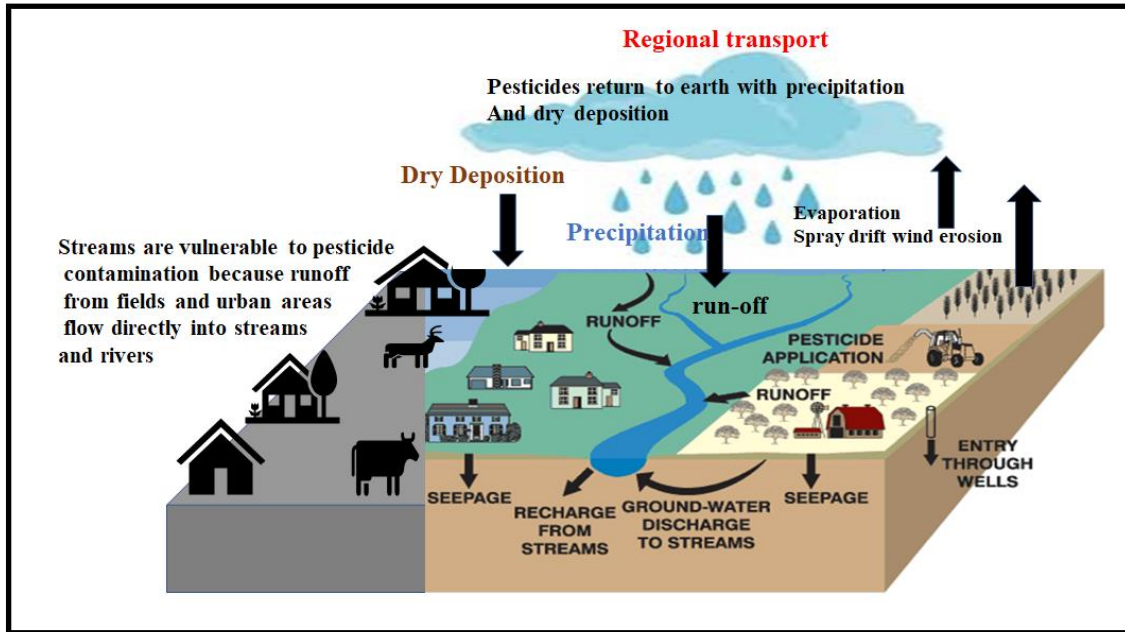 Regional transport
Pesticides return to earth with precipitation
And dry deposition
Dry Deposition
Precipitation
Evaporation
Spray drift wind erosion
Streams are vulnerable to pesticide
contamination because runoff
from fields and urban areas
flow directly into streams
and rivers
RUNOFF
run-off
PESTICIDE
APPLICATION
RUNOFF
SEEPAGE
RECHARGE
FROM
STREAMS
GROUND-WATER
DISCHARGE
TO STREAMS
SEEPAGE
ENTRY
THROUGH
WELLS